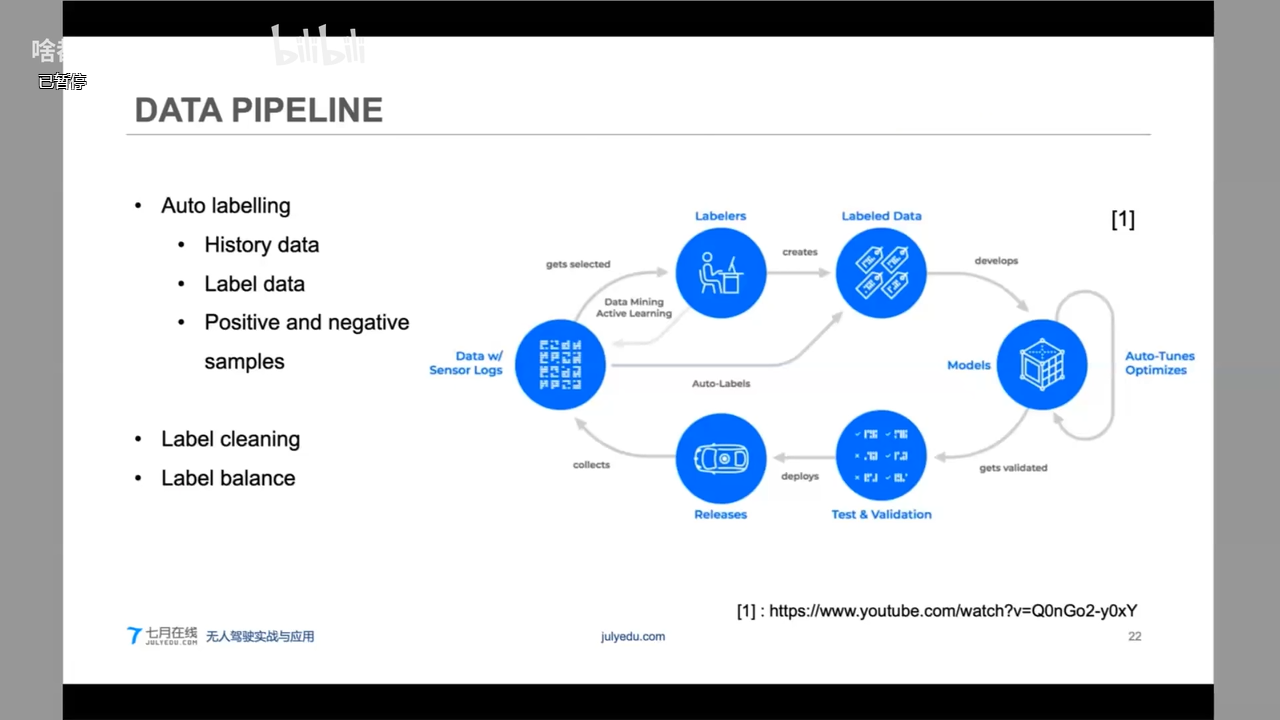 bilibili
已暂停
DATA PIPELINE
• Auto labelling
• History data
• Label data
• Positive and negative
samples
• Label cleaning
• Label balance
[1]
Labelers
Labeled Data
gets selected
creates
develops
Data Mining
Active Learning
Data w/
Sensor Logs
Auto-Labels
Models
Auto-Tunes
Optimizes
collects
deploys
gets validated
Releases
Test & Validation
[1] : https://www.youtube.com/watch?v=Q0nGo2-y0xY
七月在线
JULYEDU.COM
无人驾驶实战与应用
julyedu.com
22